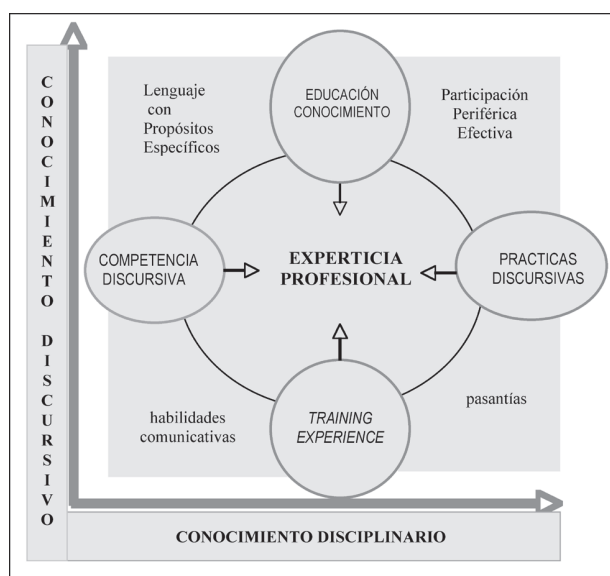 CONOCIMIENTO DISCURSIVO
Lenguaje
con
Propósitos
Específicos
EDUCACIÓN
CONOCIMIENTO
Participación
Periférica
Efectiva
COMPETENCIA
DISCURSIVA
EXPERTICIA
PROFESIONAL
PRACTICAS
DISCURSIVAS
habilidades
comunicativas
TRAINING
EXPERIENCE
pasantías
CONOCIMIENTO DISCIPLINARIO